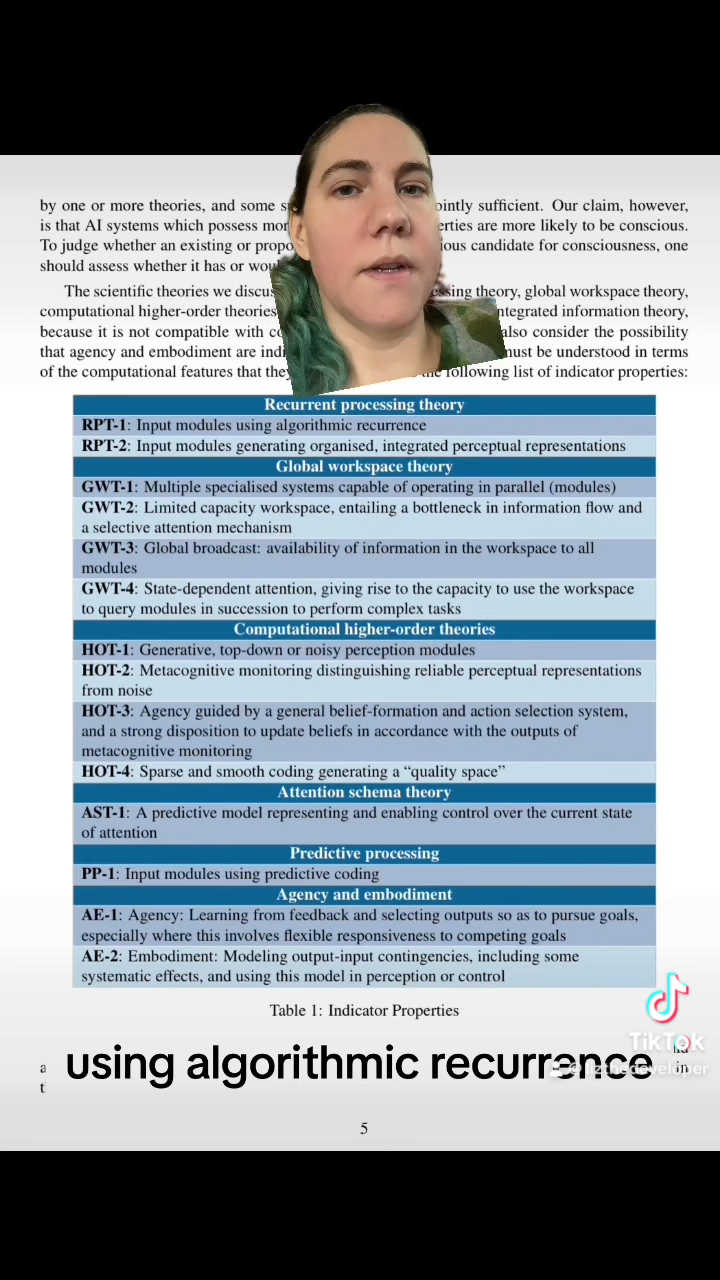 by one or more theories, and some s ointly sufficient. Our claim, however,
is that AI systems which possess mor erties are more likely to be conscious.
To judge whether an existing or propo ious candidate for consciousness, one
should assess whether it has or wou
The scientific theories we discus essing theory, global workspace theory,
computational higher-order theories integrated information theory,
because it is not compatible with co also consider the possibility
that agency and embodiment are indi must be understood in terms
of the computational features that they the following list of indicator properties:
Recurrent processing theory
RPT-1: Input modules using algorithmic recurrence
RPT-2: Input modules generating organised, integrated perceptual representations
Global workspace theory
GWT-1: Multiple specialised systems capable of operating in parallel (modules)
GWT-2: Limited capacity workspace, entailing a bottleneck in information flow and
a selective attention mechanism
GWT-3: Global broadcast: availability of information in the workspace to all
modules
GWT-4: State-dependent attention, giving rise to the capacity to use the workspace
to query modules in succession to perform complex tasks
Computational higher-order theories
HOT-1: Generative, top-down or noisy perception modules
HOT-2: Metacognitive monitoring distinguishing reliable perceptual representations
from noise
HOT-3: Agency guided by a general belief-formation and action selection system,
and a strong disposition to update beliefs in accordance with the outputs of
metacognitive monitoring
HOT-4: Sparse and smooth coding generating a “quality space”
Attention schema theory
AST-1: A predictive model representing and enabling control over the current state
of attention
Predictive processing
PP-1: Input modules using predictive coding
Agency and embodiment
AE-1: Agency: Learning from feedback and selecting outputs so as to pursue goals,
especially where this involves flexible responsiveness to competing goals
AE-2: Embodiment: Modeling output-input contingencies, including some
systematic effects, and using this model in perception or control
Table 1: Indicator Properties
TikTok
using algorithmic recurrence
@lizthedeveloper
in
5